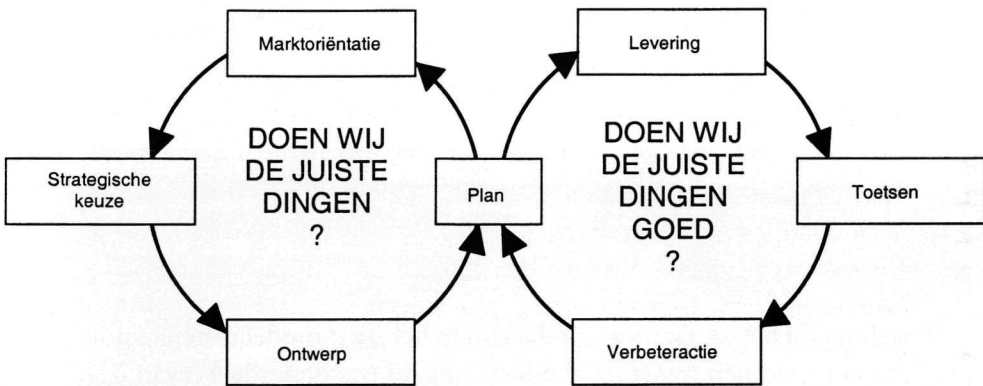 Marktoriëntatie
Levering
DOEN WIJ
DE JUISTE
DINGEN
?
DOEN WIJ
DE JUISTE
DINGEN
GOED
?
Strategische
keuze
Plan
Toetsen
Ontwerp
Verbeteractie